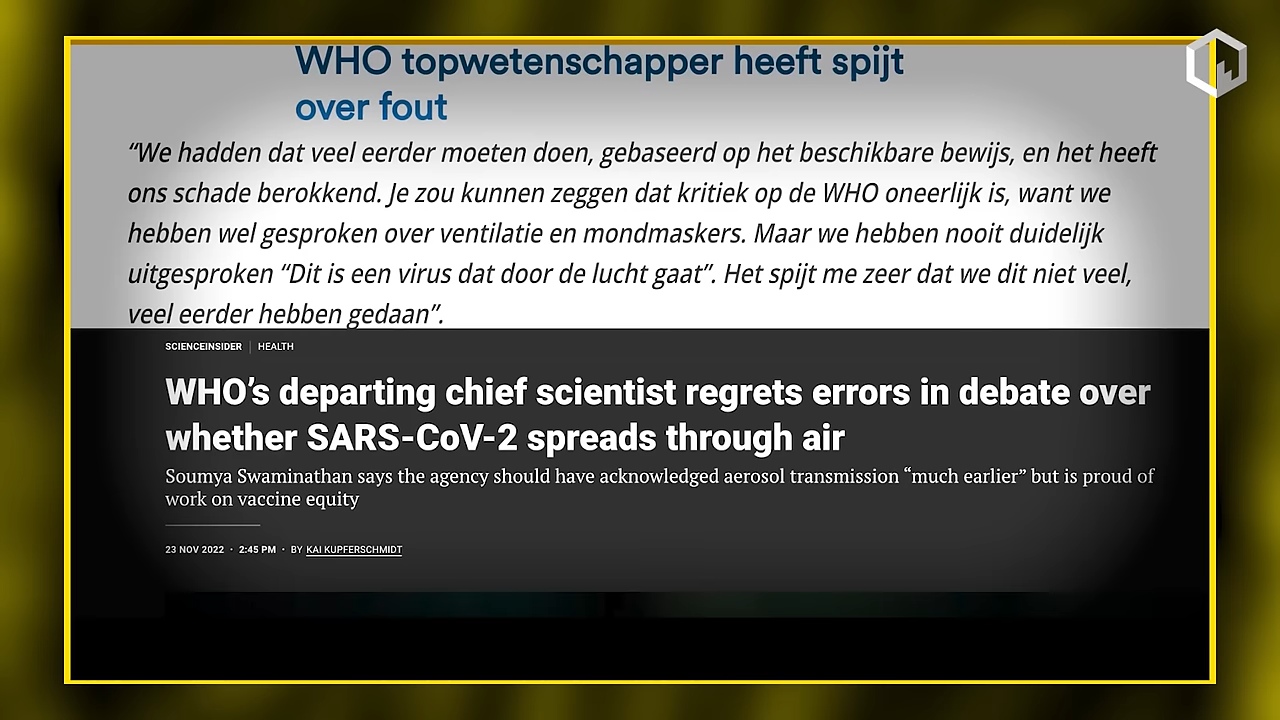 WHO topwetenschapper heeft spijt
over fout
“We hadden dat veel eerder moeten doen, gebaseerd op het beschikbare bewijs, en het heeft
ons schade berokkend. Je zou kunnen zeggen dat kritiek op de WHO oneerlijk is, want we
hebben wel gesproken over ventilatie en mondmaskers. Maar we hebben nooit duidelijk
uitgesproken “Dit is een virus dat door de lucht gaat”. Het spijt me zeer dat we dit niet veel,
veel eerder hebben gedaan”.
SCIENCEINSIDER | HEALTH
WHO’s departing chief scientist regrets errors in debate over
whether SARS-CoV-2 spreads through air
Soumya Swaminathan says the agency should have acknowledged aerosol transmission “much earlier” but is proud of
work on vaccine equity
23 NOV 2022 · 2:45 PM · BY KAI KUPFERSCHMIDT